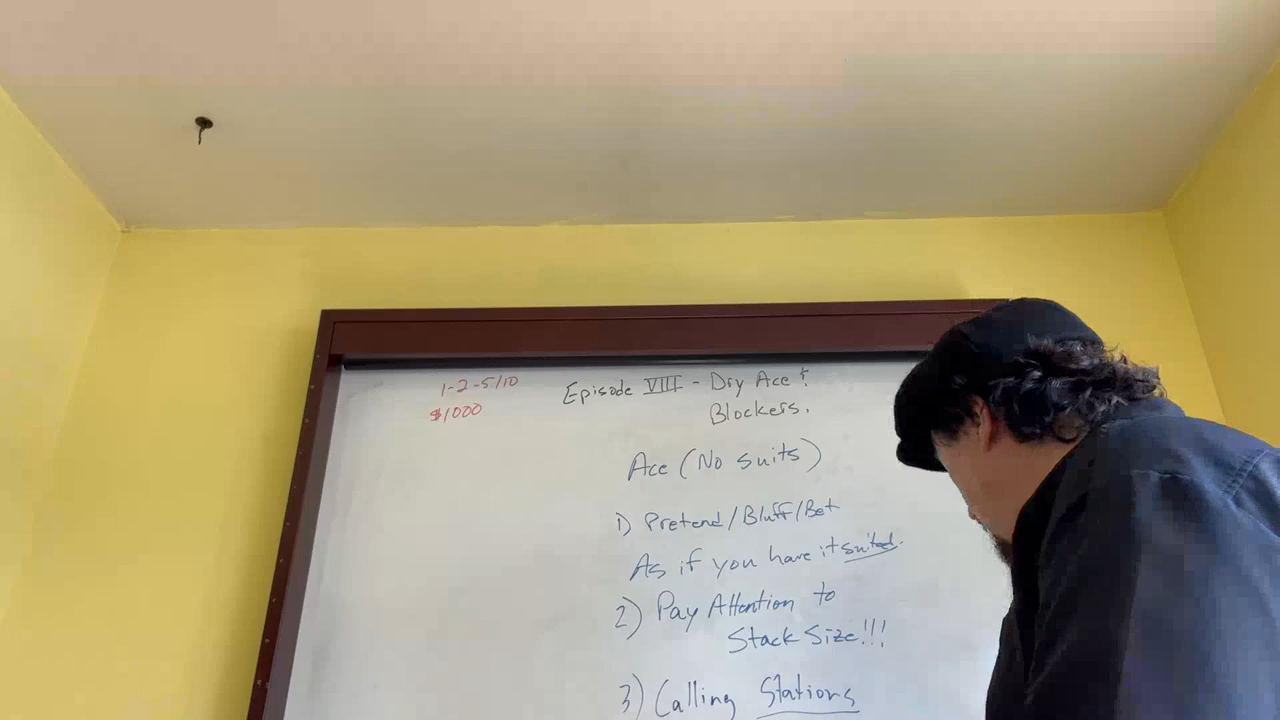 1-2-5/10
$1000
Episode VIII - Dry Ace &
Blockers.
Ace (No suits)
1) Pretend/Bluff/Bet
As if you have it suited.
2) Pay Attention to
Stack Size!!!
3) Calling Stations